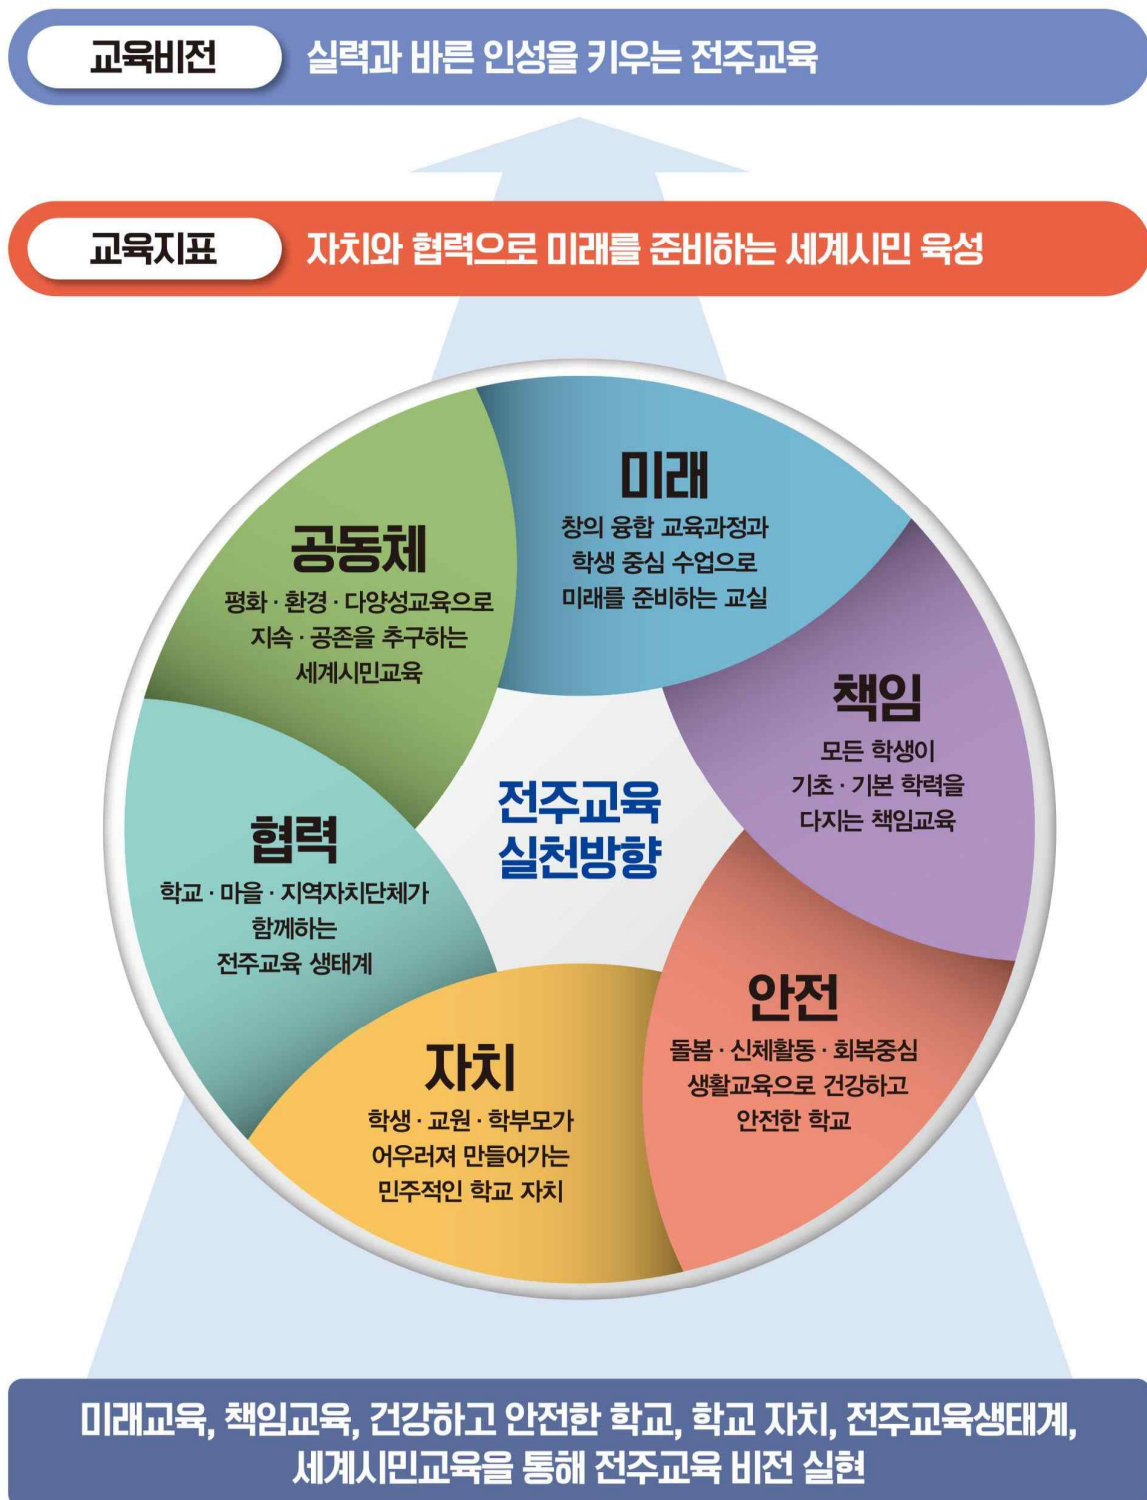 교육비전
실력과 바른 인성을 키우는 전주교육
교육지표
자치와 협력으로 미래를 준비하는 세계시민 육성
미래
창의 융합 교육과정과
학생 중심 수업으로
미래를 준비하는 교실
책임
모든 학생이
기초 · 기본 학력을
다지는 책임교육
안전
돌봄 · 신체활동 · 회복중심
생활교육으로 건강하고
안전한 학교
자치
학생 · 교원 · 학부모가
어우러져 만들어가는
민주적인 학교 자치
협력
학교 · 마을 · 지역자치단체가
함께하는
전주교육 생태계
공동체
평화 · 환경 · 다양성교육으로
지속 · 공존을 추구하는
세계시민교육
전주교육
실천방향
미래교육, 책임교육, 건강하고 안전한 학교, 학교 자치, 전주교육생태계,
세계시민교육을 통해 전주교육 비전 실현